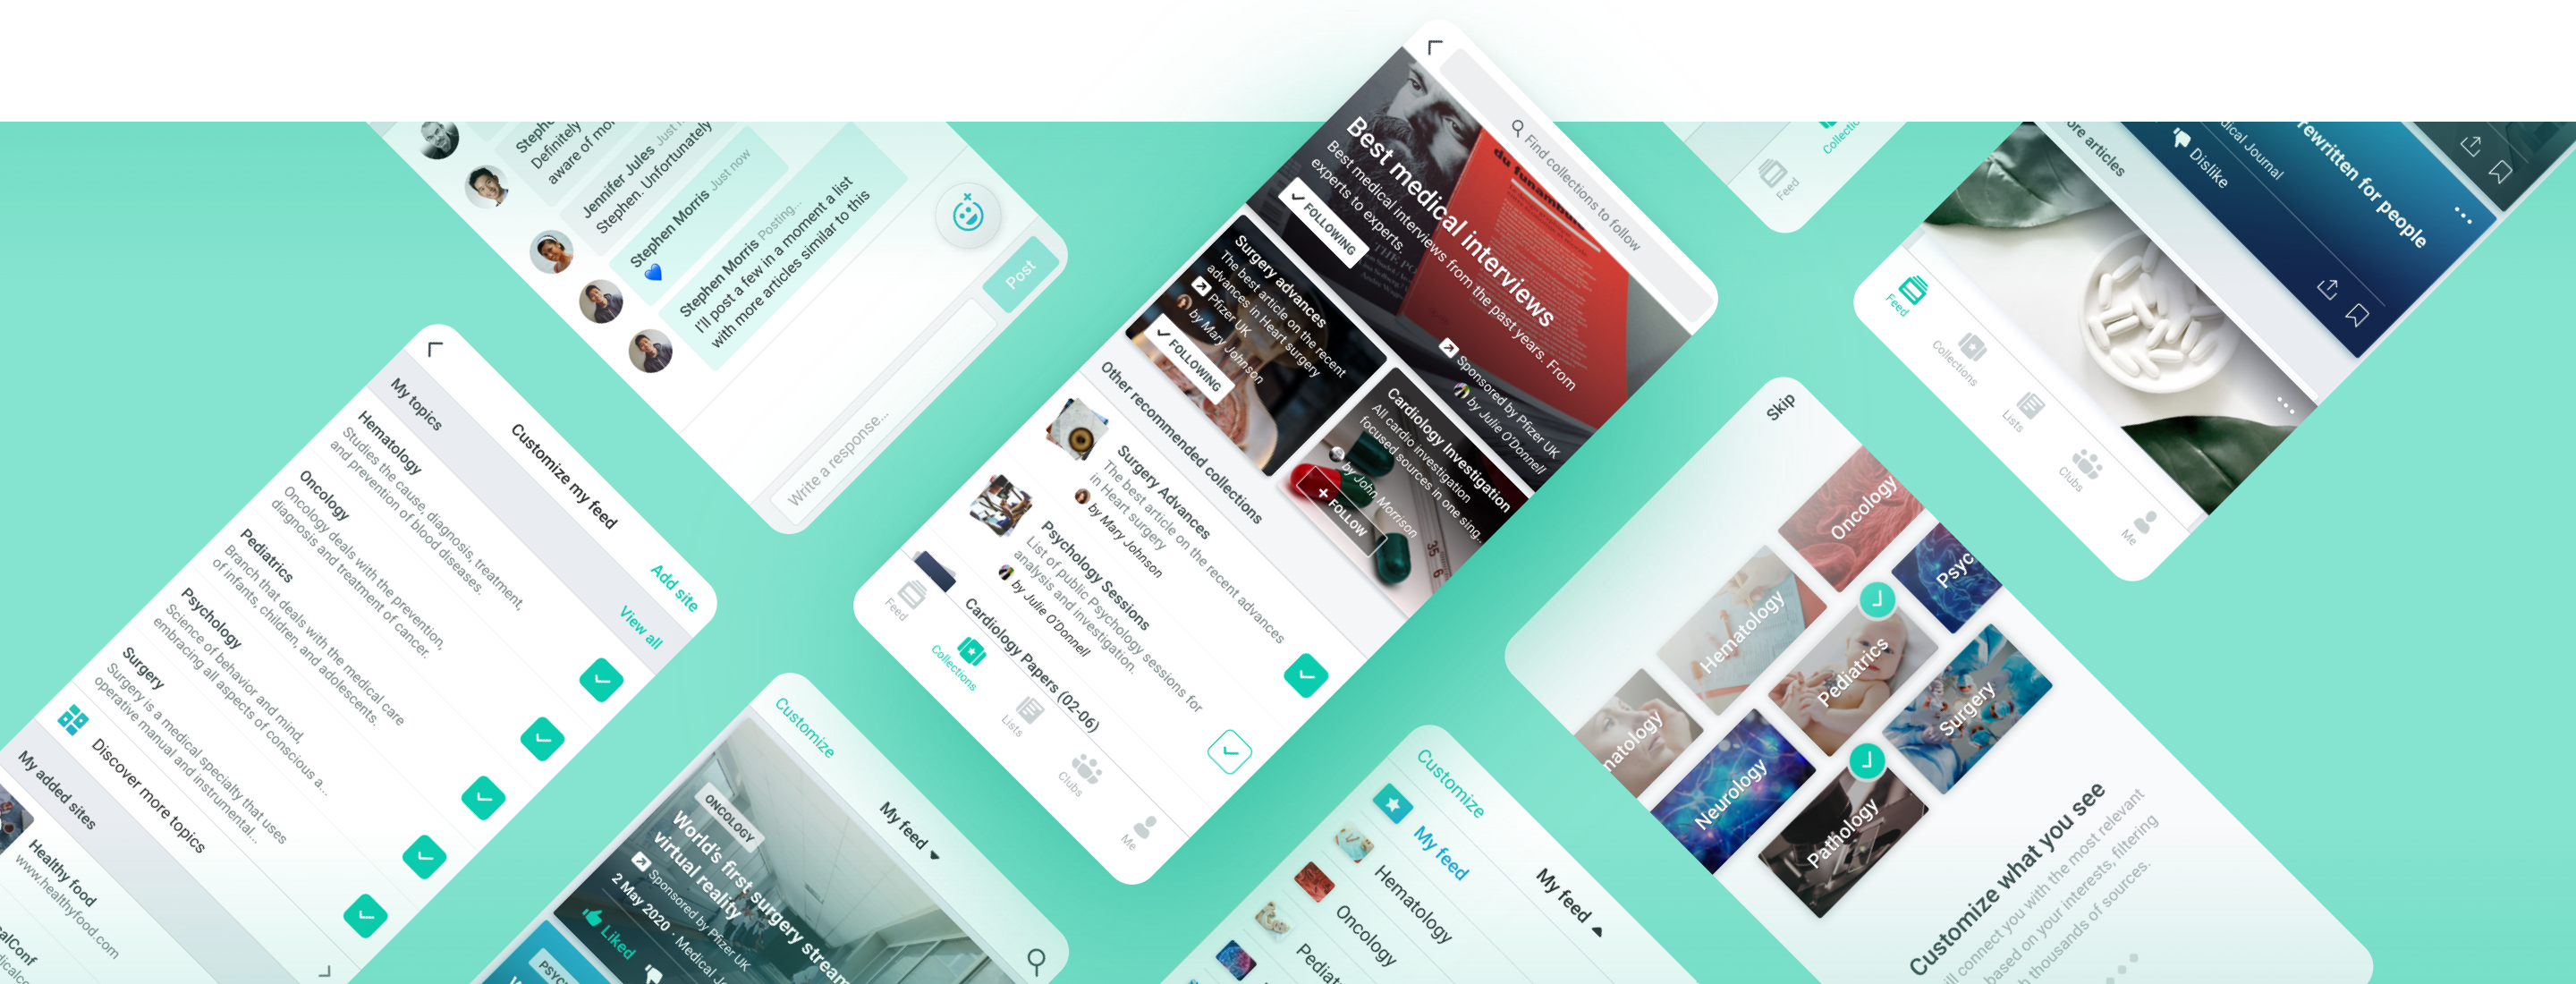 Definitely
aware of mo
Jennifer Jules Just n
Stephen. Unfortunately
Stephen Morris Just now
Stephen Morris Posting...
I'll post a few in a moment a list
with more articles similar to this
Write a response...
Post
Customize my feed
Add site
My topics
View all
Hematology
Studies the cause, diagnosis, treatment,
and prevention of blood diseases.
Oncology
Oncology deals with the prevention,
diagnosis and treatment of cancer.
Pediatrics
Branch that deals with the medical care
of infants, children, and adolescents.
Psychology
Science of behavior and mind,
embracing all aspects of conscious a...
Surgery
Surgery is a medical specialty that uses
operative manual and instrumental...
Discover more topics
My added sites
Healthy food
www.healthyfood.com
alConf
Customize
My feed
ONCOLOGY
World's first surgery stream
virtual reality
Sponsored by Pfizer UK
2 May 2020 · Medical Jo
Liked
PSYC
Find collections to follow
Best medical interviews
Best medical interviews from the past years. From
experts to experts.
FOLLOWING
Sponsored by Pfizer UK
by Julie O'Donnell
du funambu
Surgery advances
The best article on the recent
advances in Heart surgery
Pfizer UK
by Mary Johnson
FOLLOWING
Cardiology Investigation
All cardio investigation
focused sources in one sing...
by John Morrison
FOLLOW
35
Other recommended collections
Surgery Advances
The best article on the recent advances
in Heart surgery
by Mary Johnson
Psychology Sessions
List of public Psychology sessions for
analysis and investigation.
by Julie O'Donnell
Cardiology Papers (02-06)
Feed
Collections
Lists
Clubs
Me
Customize
My feed
My feed
Hematology
Oncology
Pediat
Feed
Collectio
rewritten for people
dical Journal
Dislike
ore articles
Feed
Collections
Lists
Clubs
Me
Skip
Oncology
Psyc
Hematology
Pediatrics
Surgery
matology
Neurology
Pathology
Customize what you see
ll connect you with the most relevant
based on your interests, filtering
h thousands of sources.